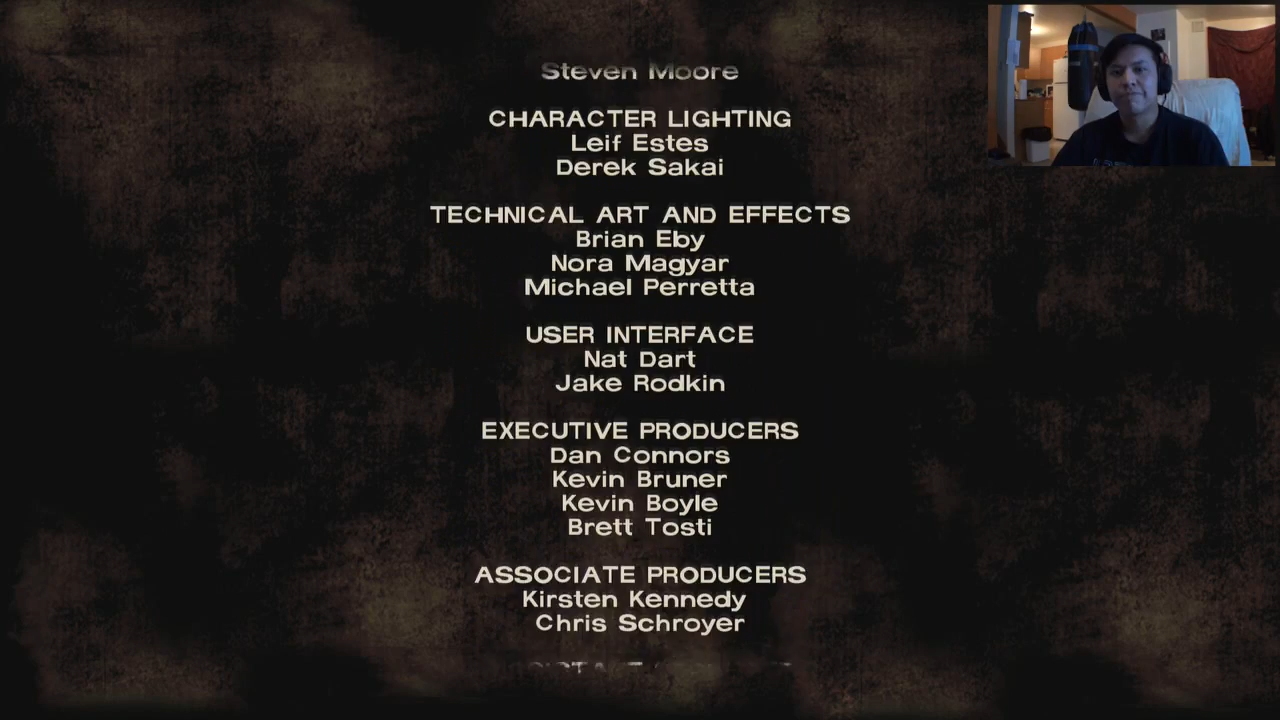 Steven Moore
CHARACTER LIGHTING
Leif Estes
Derek Sakai
TECHNICAL ART AND EFFECTS
Brian Eby
Nora Magyar
Michael Perretta
USER INTERFACE
Nat Dart
Jake Rodkin
EXECUTIVE PRODUCERS
Dan Connors
Kevin Bruner
Kevin Boyle
Brett Tosti
ASSOCIATE PRODUCERS
Kirsten Kennedy
Chris Schroyer